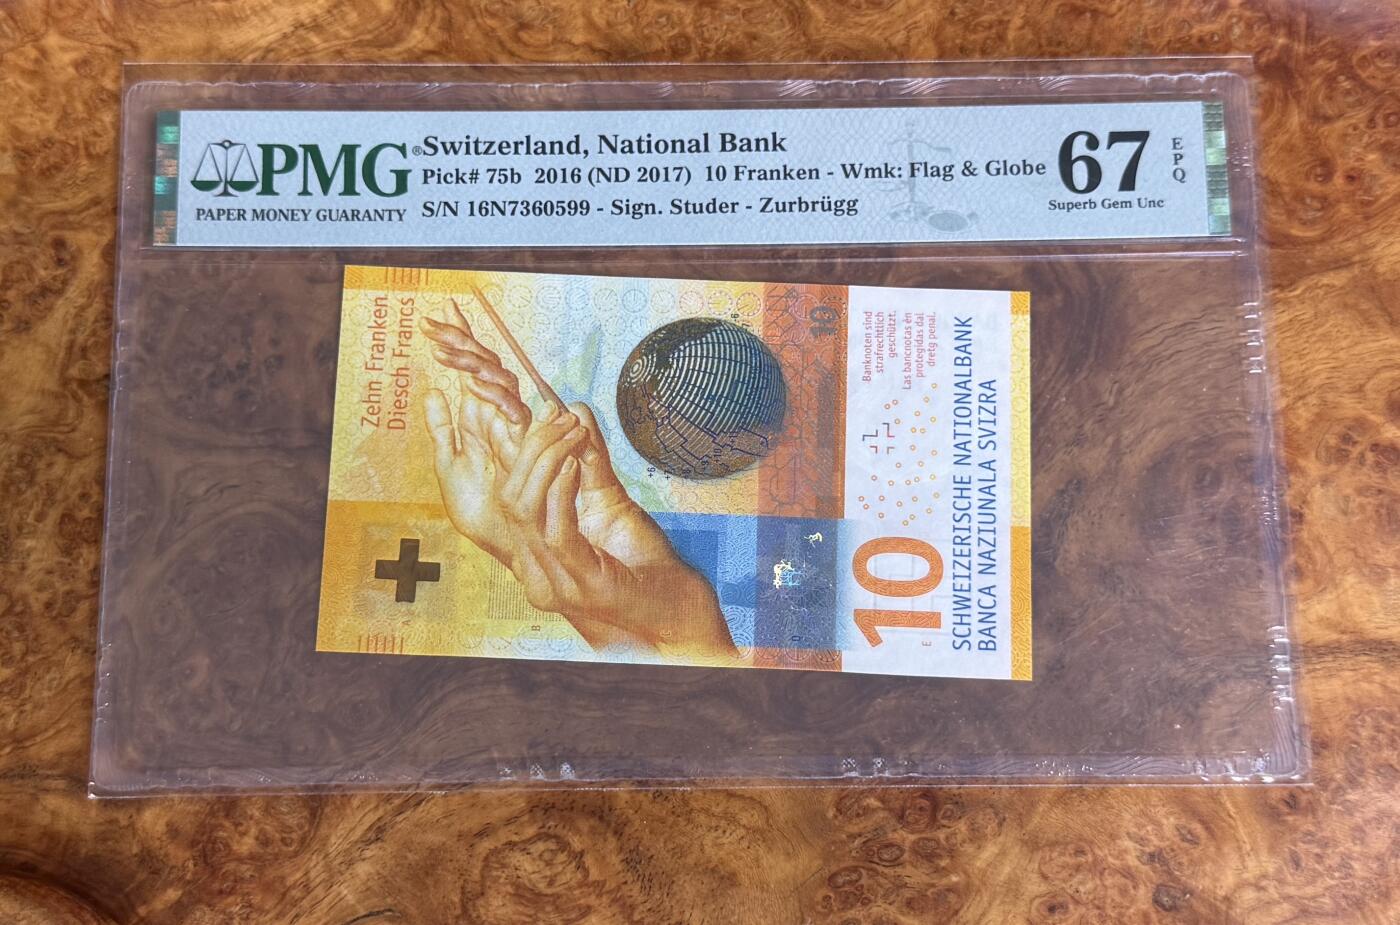 PMG®
PAPER MONEY GUARANTY
Switzerland, National Bank
Pick# 75b 2016 (ND 2017) 10 Franken - Wmk: Flag & Globe
S/N 16N7360599 - Sign. Studer - Zurbrügg
67
EPQ
Superb Gem Unc
Zehn Franken
Diesch Francs
10
Banknoten sind
strafrechtlich
geschützt.
Las bancnotas èn
protegidas dal
dretg penal.
10
SCHWEIZERISCHE NATIONALBANK
BANCA NAZIUNALA SVIZRA
A
B
C
D
E